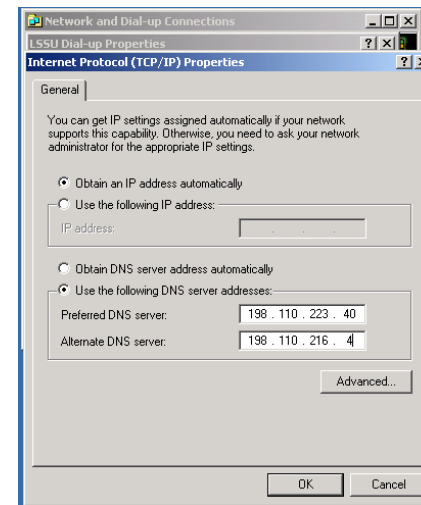 Network and Dial-up Connections
LSSU Dial-up Properties
Internet Protocol (TCP/IP) Properties
General
You can get IP settings assigned automatically if your network
supports this capability. Otherwise, you need to ask your network
administrator for the appropriate IP settings.
Obtain an IP address automatically
Use the following IP address:
IP address: . . .
Obtain DNS server address automatically
Use the following DNS server addresses:
Preferred DNS server: 198 . 110 . 223 . 40
Alternate DNS server: 198 . 110 . 216 . 4
Advanced...
OK Cancel